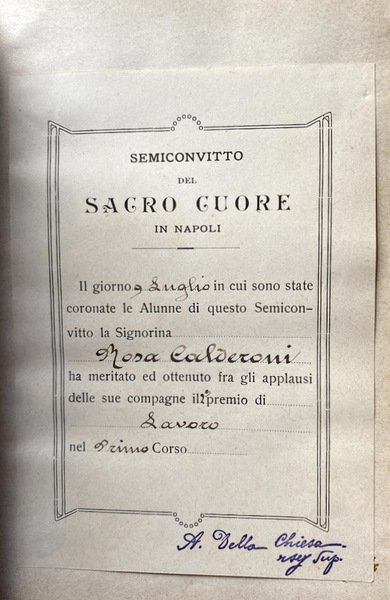 SEMICONVITTO
DEL
SACRO CUORE
IN NAPOLI
Il giorno 9 Luglio in cui sono state
coronate le Alunne di questo Semicon-
vitto la Signorina
Rosa Calderoni
ha meritato ed ottenuto fra gli applausi
delle sue compagne il 2° premio di
Lavoro
nel Primo Corso
A. Della Chiesa
Sup.